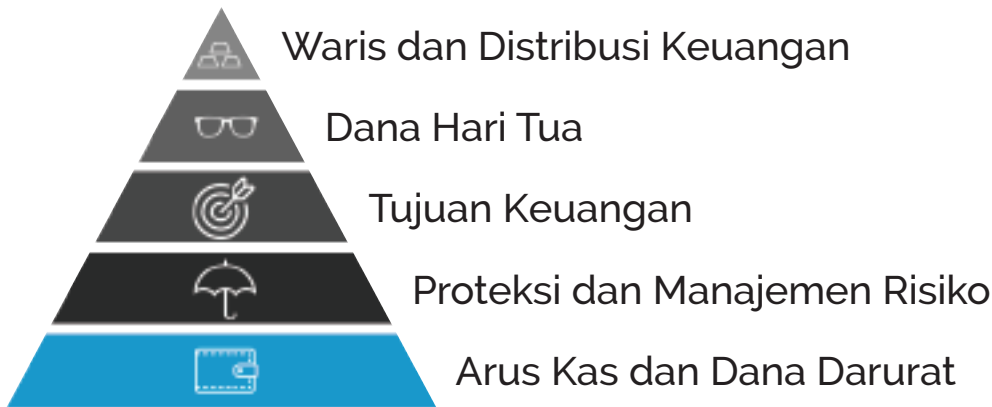 Waris dan Distribusi Keuangan
Dana Hari Tua
Tujuan Keuangan
Proteksi dan Manajemen Risiko
Arus Kas dan Dana Darurat